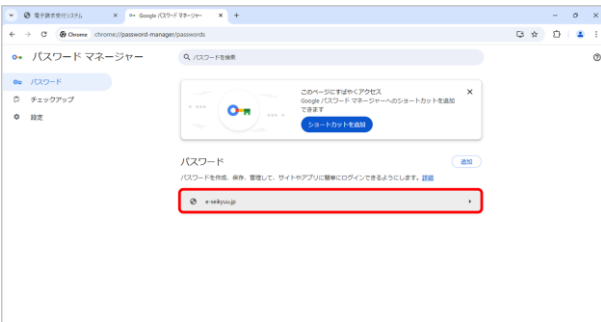 電子請求受付システム
Google パスワード マネージャー
Chrome
chrome://password-manager/passwords
パスワード マネージャー
パスワードを検索
パスワード
チェックアップ
設定
このページにすばやくアクセス
Google パスワード マネージャーへのショートカットを追加
できます
ショートカットを追加
パスワード
追加
パスワードを作成、保存、管理して、サイトやアプリに簡単にログインできるようにします。詳細
e-seikyuu.jp